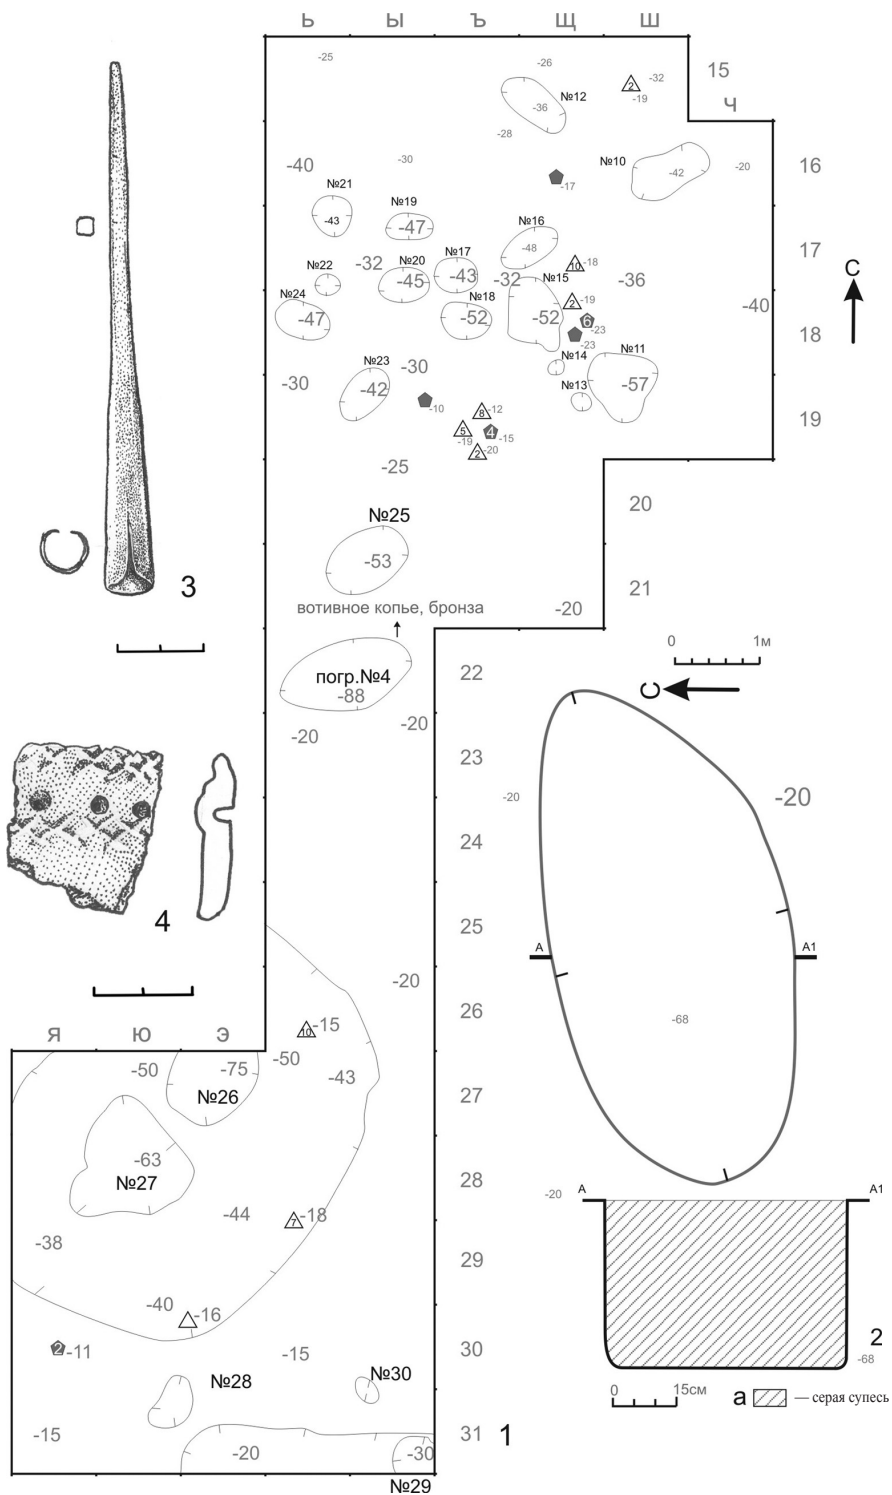 Ь Ы Ъ Щ Ш
-25 -26 -32 15
2 -19 Ч
№12
-36
-28
-40 -30 №10 -42 -20 16
-17
№21 №19 №16
-43 -47 -48 10 -18 17
№22 -32 №20 №17 -32 №15 -36 С
-45 -43 2 -19
№24 №18 -40
-47 -52 -52 6 -23 18
-23
№14 №11
№23 -30
-30 -42 №13 -57
-10 8 -12 19
5 4
-19 -15
2 -20
-25
№25 20
-53 21
вотивное копье, бронза -20
3
0 1м
погр.№4 22
-88 С
-20 -20 23
-20 -20
24
4
25
А А1
-20 26
Я Ю Э 10 -15
-68
-50 -75 -50 -43
№26 27
-63
№27 28
-20 А А1
-44 7 -18
-38 29
-40 -16
2 -11 -15 30 2
-68
№28 №30
0 15см
а — серая супесь
-15 -20 -30 31 1
№29